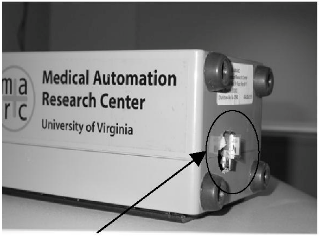 ma
rc
Medical Automation
Research Center
University of Virginia